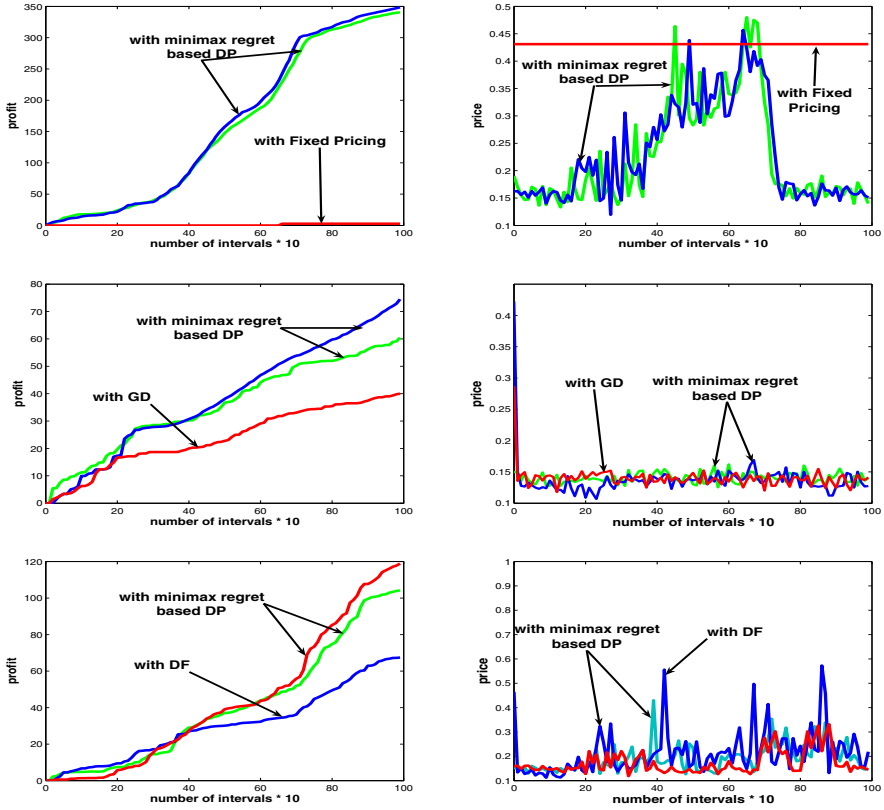 350
300
250
200
150
100
50
0
profit
with minimax regret
based DP
with Fixed Pricing
0 20 40 60 80 100
number of intervals * 10
0.5
0.45
0.4
0.35
0.3
0.25
0.2
0.15
0.1
price
with minimax regret
based DP
with Fixed
Pricing
0 20 40 60 80 100
number of intervals * 10
80
70
60
50
40
30
20
10
0
profit
with minimax regret
based DP
with GD
0 20 40 60 80 100
number of intervals * 10
0.4
0.35
0.3
0.25
0.2
0.15
0.1
price
with GD
with minimax regret
based DP
0 20 40 60 80 100
number of intervals * 10
120
100
80
60
40
20
0
profit
with minimax regret
based DP
with DF
0 20 40 60 80 100
number of intervals * 10
1
0.9
0.8
0.7
0.6
0.5
0.4
0.3
0.2
0.1
price
with minimax regret
based DP
with DF
0 20 40 60 80 100
number of intervals * 10